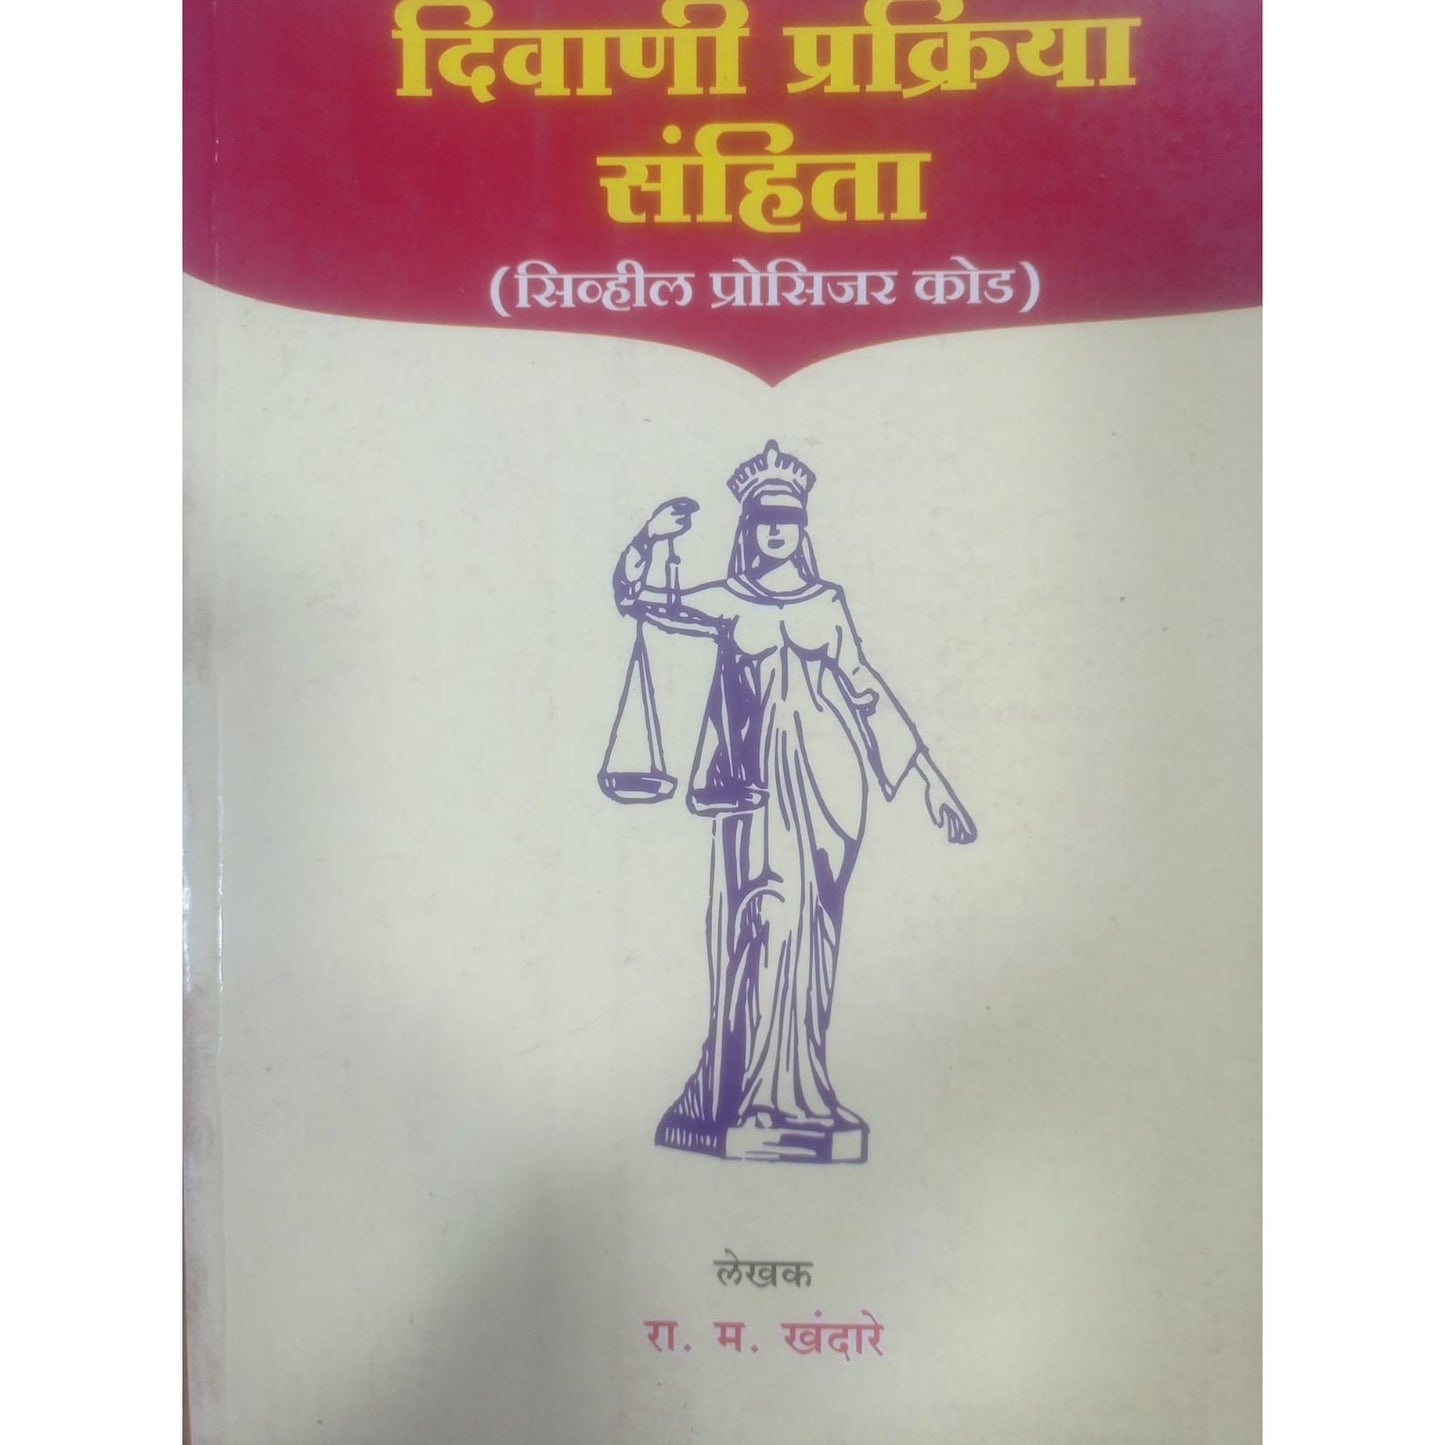 दिवाणी प्रक्रिया
संहिता
(सिव्हील प्रोसिजर कोड)
लेखक
रा. म. खंदारे